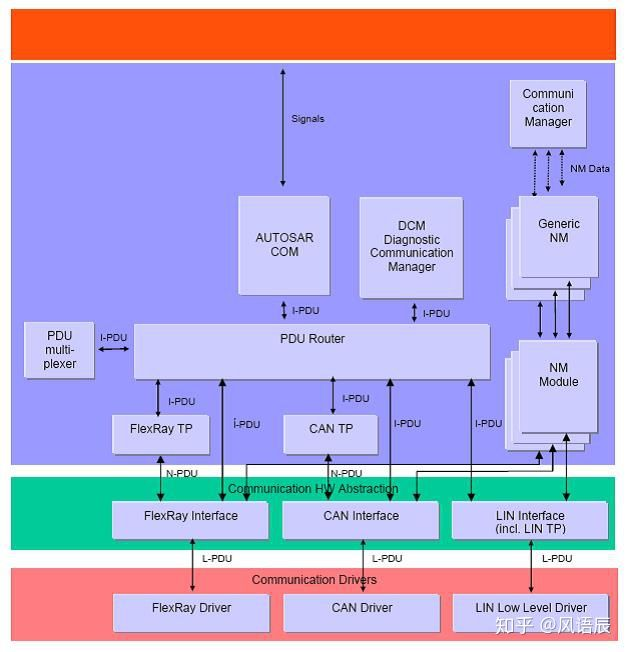 Communi
cation
Manager
Signals
NM Data
AUTOSAR
COM
DCM
Diagnostic
Communication
Manager
Generic
NM
I-PDU
I-PDU
PDU
multi-
plexer
I-PDU
PDU Router
NM
Module
I-PDU
Í-PDU
I-PDU
I-PDU
I-PDU
FlexRay TP
CAN TP
N-PDU
N-PDU
Communication HW Abstraction
FlexRay Interface
CAN Interface
LIN Interface
(incl. LIN TP)
L-PDU
L-PDU
L-PDU
Communication Drivers
FlexRay Driver
CAN Driver
LIN Low Level Driver
知乎 @风语辰